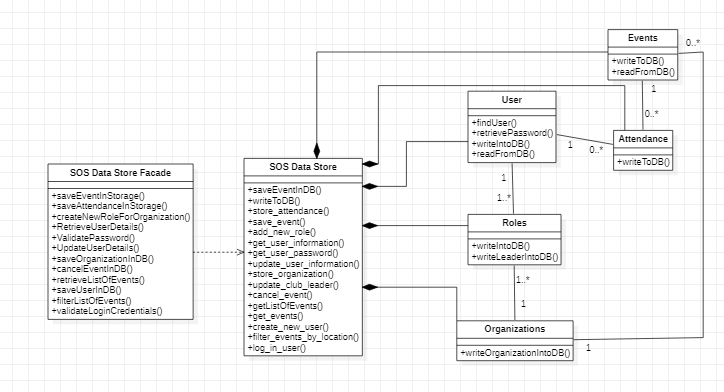 Events
+writeToDB()
+readFromDB()
0..*
1
0..*
Attendance
+writeToDB()
User
+findUser()
+retrievePassword()
+writeIntoDB()
+readFromDB()
1
0..*
1
1..*
SOS Data Store Facade
+saveEventInStorage()
+saveAttendanceInStorage()
+createNewRoleForOrganization()
+RetrieveUserDetails()
+ValidatePassword()
+UpdateUserDetails()
+saveOrganizationInDB()
+cancelEventInDB()
+retrieveListOfEvents()
+saveUserInDB()
+filterListOfEvents()
+validateLoginCredentials()
SOS Data Store
+saveEventInDB()
+writeToDB()
+store_attendance()
+save_event()
+add_new_role()
+get_user_information()
+get_user_password()
+update_user_information()
+store_organization()
+update_club_leader()
+cancel_event()
+getListOfEvents()
+get_events()
+create_new_user()
+filter_events_by_location()
+log_in_user()
Roles
+writeIntoDB()
+writeLeaderIntoDB()
1..*
1
Organizations
+writeOrganizationIntoDB()
1